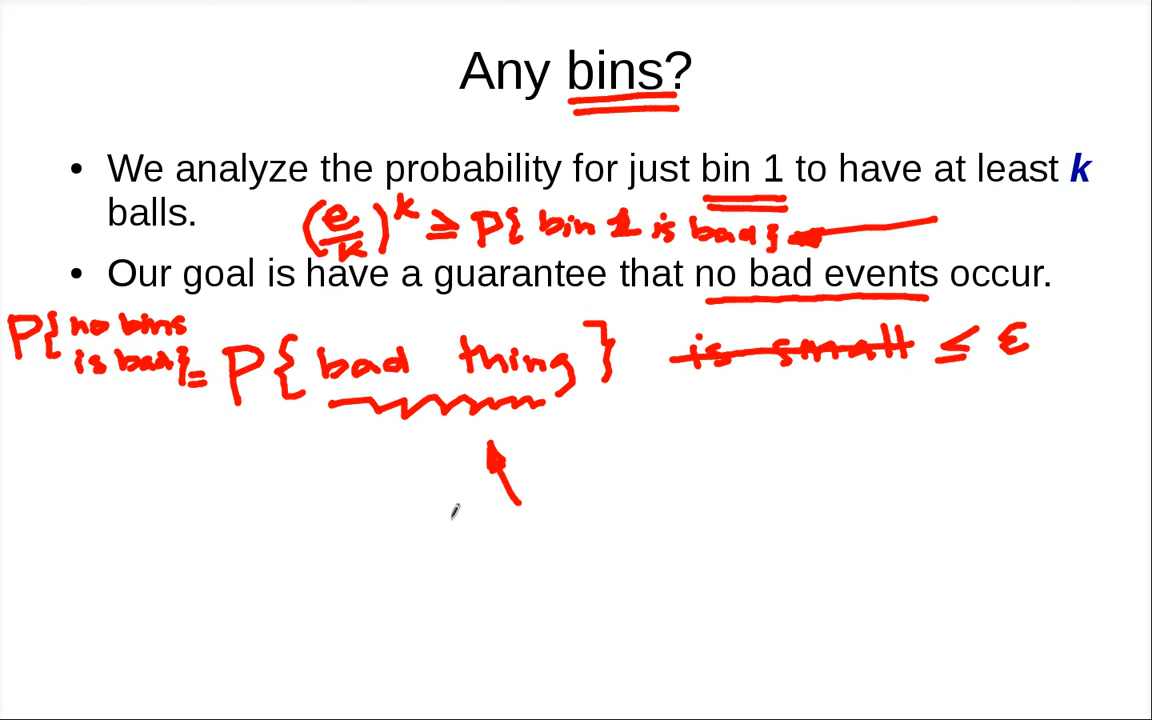 Any bins?
• We analyze the probability for just bin 1 to have at least k
balls.
(e/k)^k ≥ P{ bin 1 is bad}
• Our goal is have a guarantee that no bad events occur.
P{ no bins
is bad} = P{ bad thing } is small ≤ ε